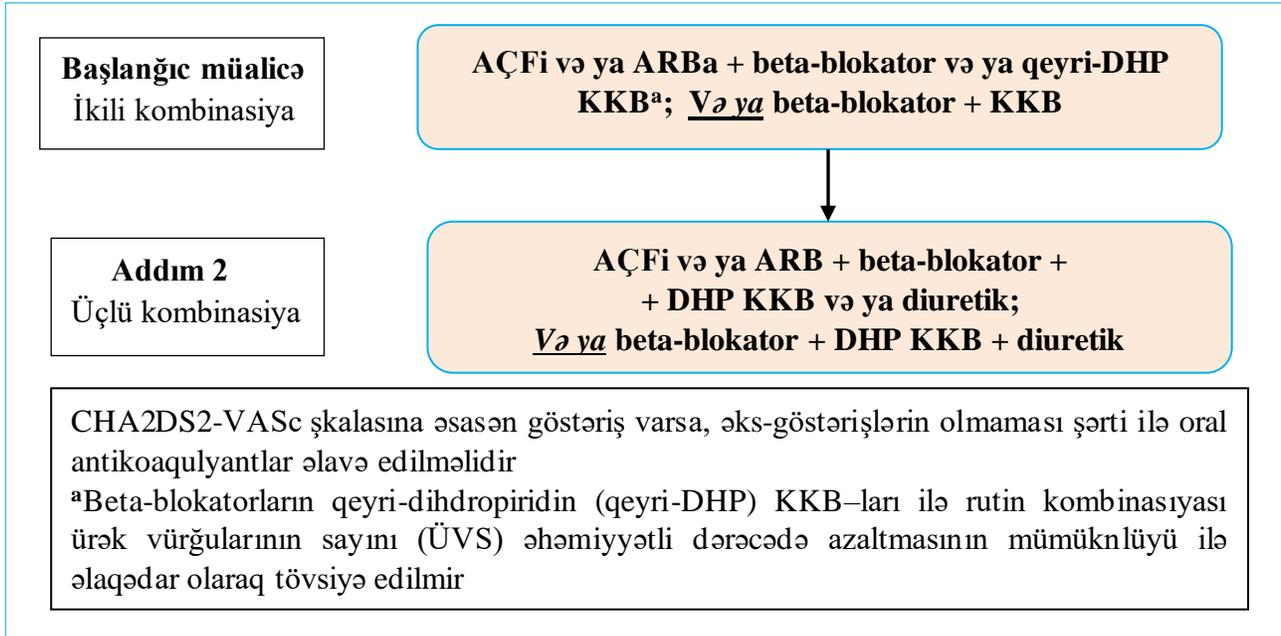 Başlanğıc müalicə
İkili kombinasiya
AÇFi və ya ARBa + beta-blokator və ya qeyri-DHP
KKBᵃ; Və ya beta-blokator + KKB
Addım 2
Üçlü kombinasiya
AÇFi və ya ARB + beta-blokator +
+ DHP KKB və ya diuretik;
Və ya beta-blokator + DHP KKB + diuretik
CHA2DS2-VASc şkalasına əsasən göstəriş varsa, əks-göstərişlərin olmaması şərti ilə oral
antikoaqulyantlar əlavə edilməlidir
ᵃBeta-blokatorların qeyri-dihdropiridin (qeyri-DHP) KKB–ları ilə rutin kombinasıyası
ürək vürğularının sayını (ÜVS) əhəmiyyətli dərəcədə azaltmasının mümüknlüyü ilə
əlaqədar olaraq tövsiyə edilmir